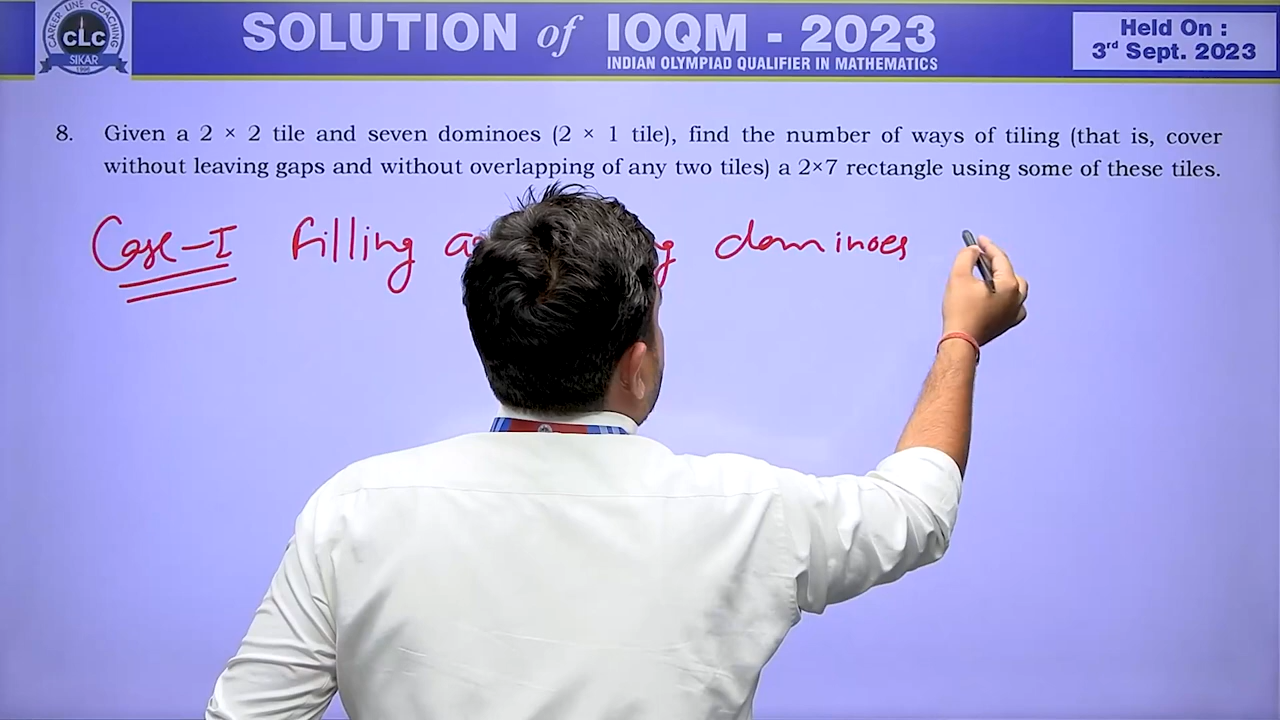 CAREER LINE COACHING
CLC
SIKAR
1996
SOLUTION of IOQM - 2023
INDIAN OLYMPIAD QUALIFIER IN MATHEMATICS
Held On :
3rd Sept. 2023
8. Given a 2 × 2 tile and seven dominoes (2 × 1 tile), find the number of ways of tiling (that is, cover
without leaving gaps and without overlapping of any two tiles) a 2×7 rectangle using some of these tiles.
Case-I filling dominoes